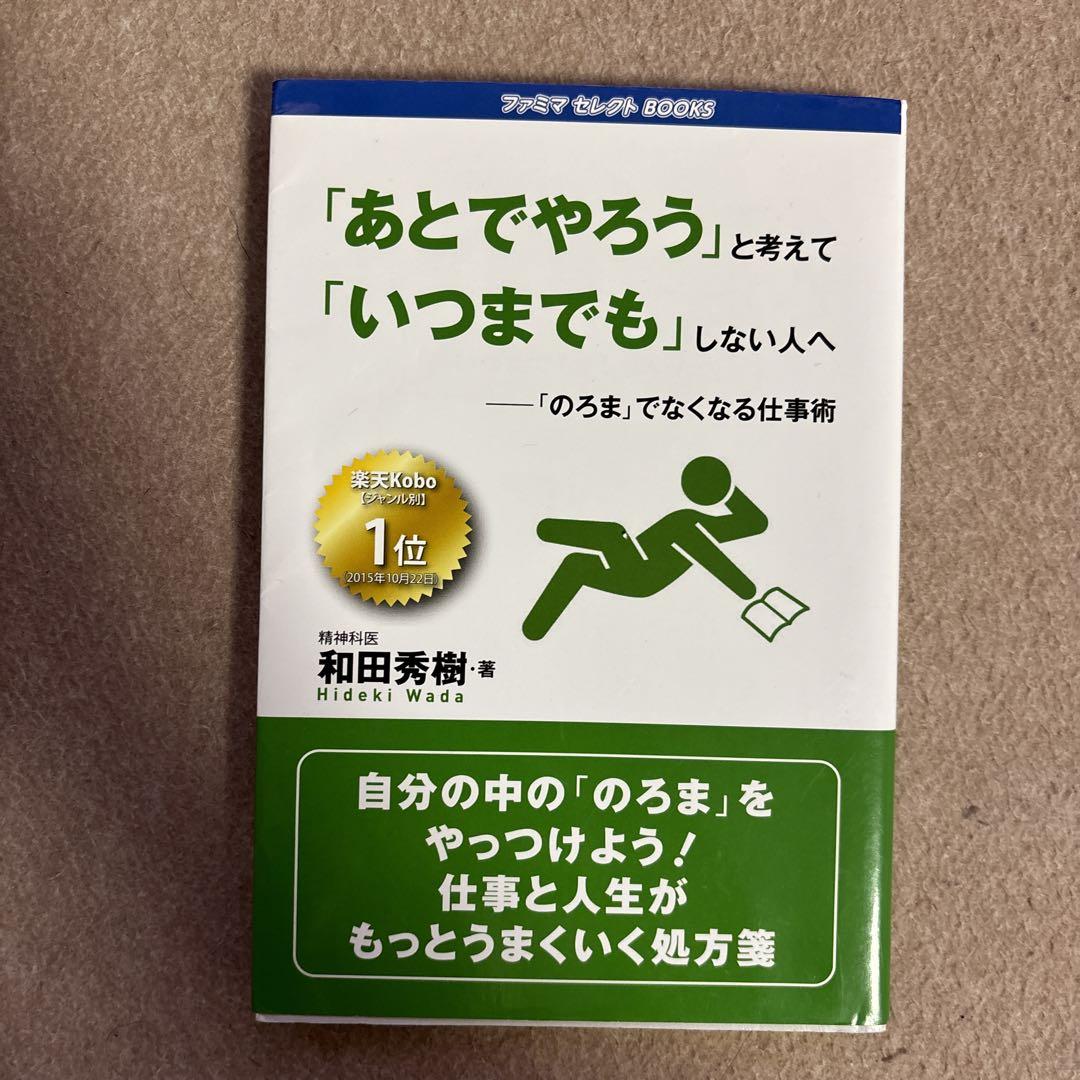 ファミマ セレクト BOOKS
「あとでやろう」と考えて
「いつまでも」しない人へ
――「のろま」でなくなる仕事術
楽天Kobo
【ジャンル別】
1位
(2015年10月22日)
精神科医
和田秀樹・著
Hideki Wada
自分の中の「のろま」を
やっつけよう!
仕事と人生が
もっとうまくいく処方箋